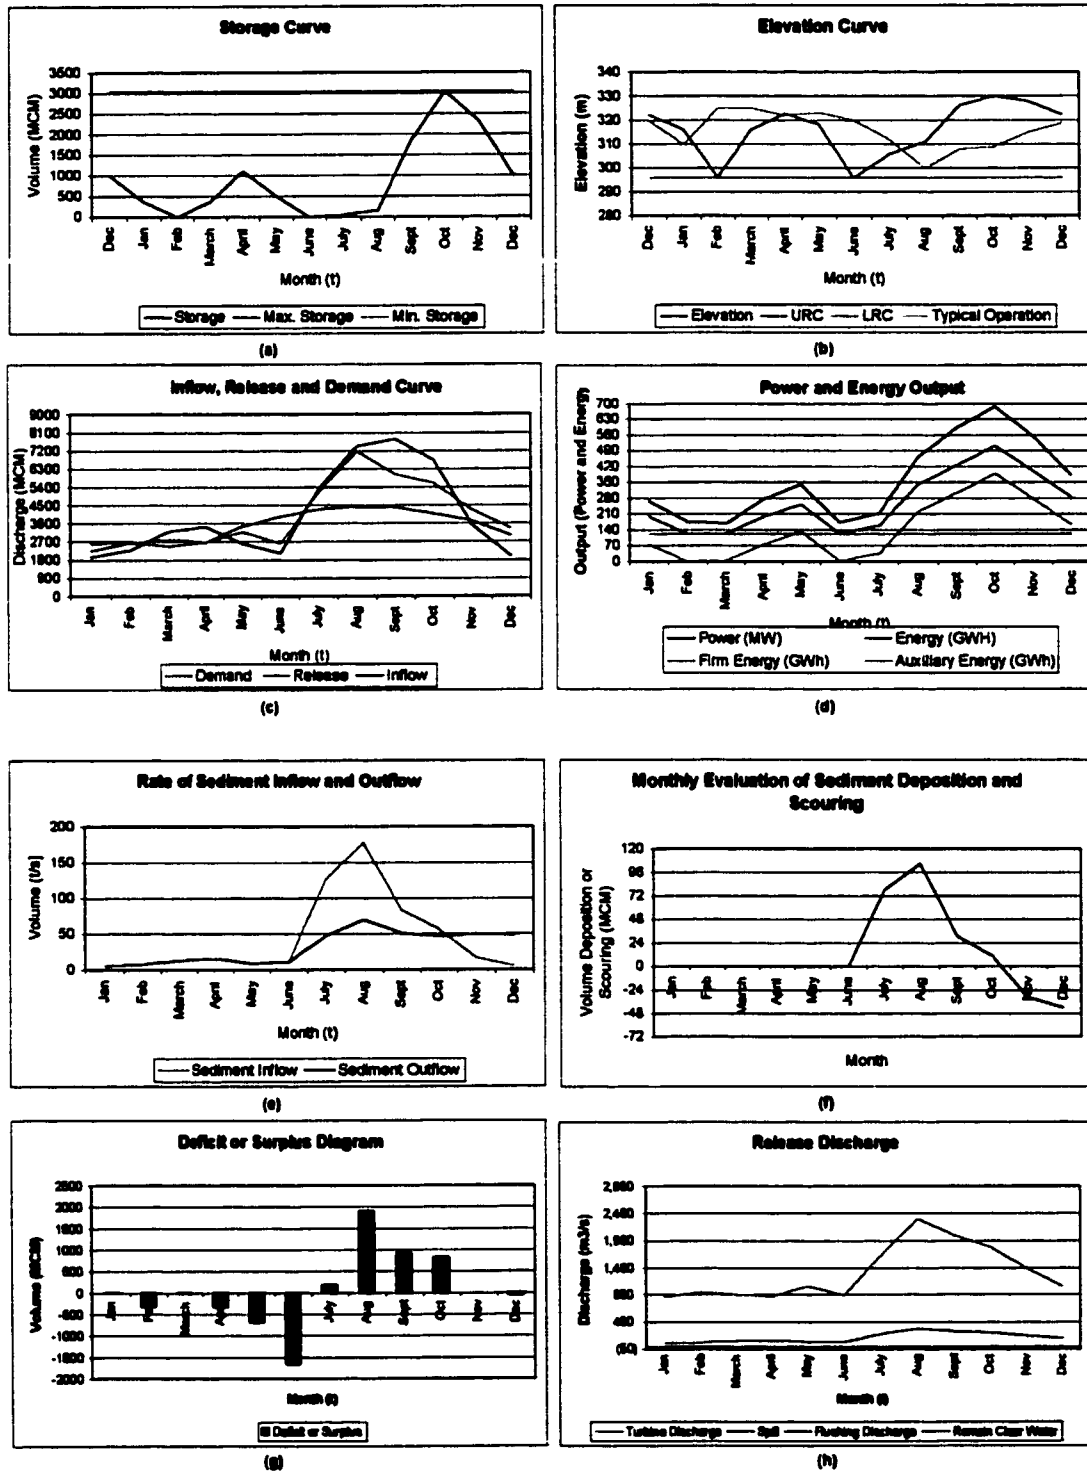 Storage Curve
Volume (MCM)
3500
3000
2500
2000
1500
1000
500
0
Dec Jan Feb March April May June July Aug Sept Oct Nov Dec
Month (t)
Storage Max. Storage Min. Storage
(a)
Elevation Curve
Elevation (m)
340
330
320
310
300
290
280
Dec Jan Feb March April May June July Aug Sept Oct Nov Dec
Month (t)
Elevation URC LRC Typical Operation
(b)
Inflow, Release and Demand Curve
Discharge (MCM)
9000
8100
7200
6300
5400
4500
3600
2700
1800
900
0
Jan Feb March April May June July Aug Sept Oct Nov Dec
Month (t)
Demand Release Inflow
(c)
Power and Energy Output
Output (Power and Energy)
700
630
560
490
420
350
280
210
140
70
0
Jan Feb March April May June July Aug Sept Oct Nov Dec
Month (t)
Power (MW) Energy (GWH)
Firm Energy (GWh) Auxiliary Energy (GWh)
(d)
Rate of Sediment Inflow and Outflow
Volume (t/s)
200
150
100
50
0
Jan Feb March April May June July Aug Sept Oct Nov Dec
Month (t)
Sediment Inflow Sediment Outflow
(e)
Monthly Evaluation of Sediment Deposition and
Scouring
Volume Deposition or
Scouring (MCM)
120
96
72
48
24
0
-24
-48
-72
Jan Feb March April May June July Aug Sept Oct Nov Dec
Month
(f)
Deficit or Surplus Diagram
Volume (MCM)
2500
2000
1500
1000
500
0
-500
-1000
-1500
-2000
Jan Feb March April July Aug Sept Oct Nov Dec
Month (t)
Deficit or Surplus
(g)
Release Discharge
Discharge (m3/s)
2,950
2,450
1,950
1,450
950
450
(50)
Jan Feb March April May June July Aug Sept Oct Nov Dec
Month (t)
Turbine Discharge Spill Flushing Discharge Remain Clear Water
(h)